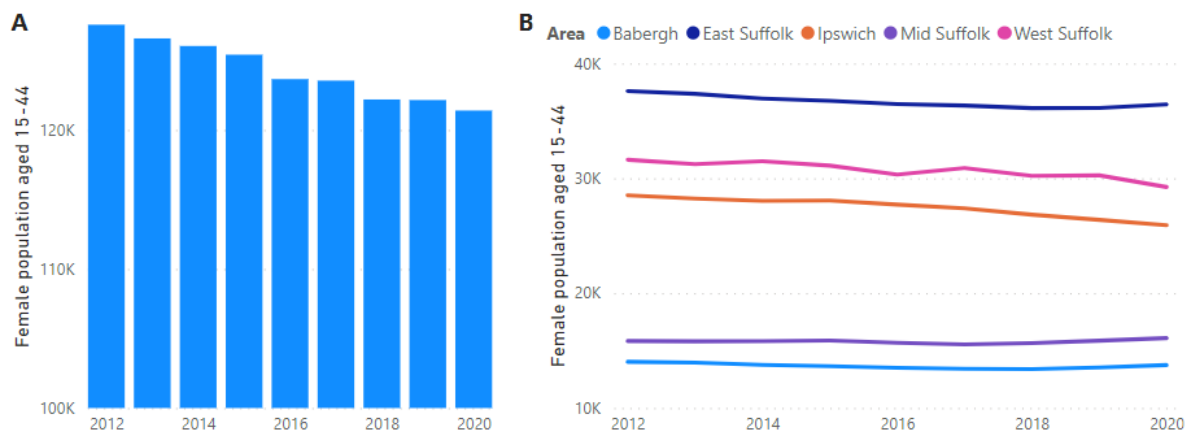 A
Female population aged 15-44
120K
110K
100K
2012 2014 2016 2018 2020
B
Area Babergh East Suffolk Ipswich Mid Suffolk West Suffolk
Female population aged 15-44
40K
30K
20K
10K
2012 2014 2016 2018 2020